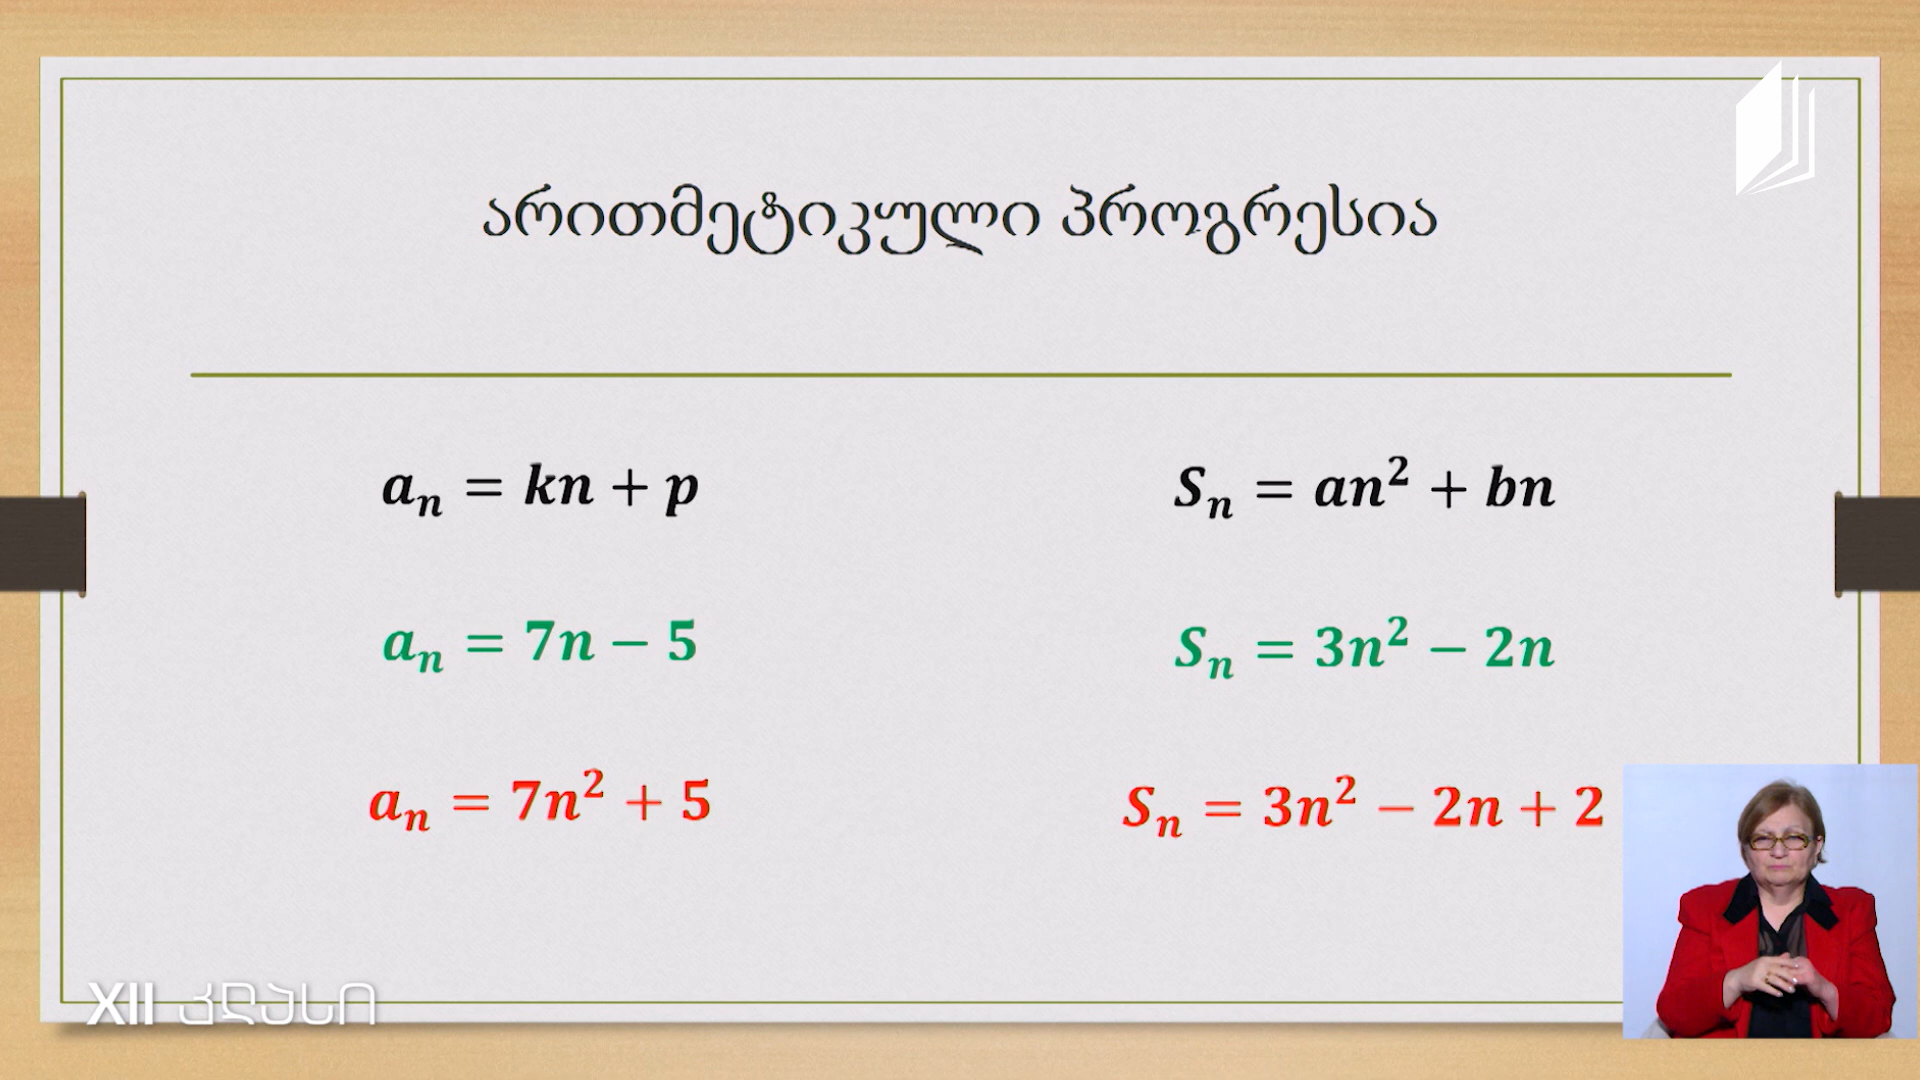 არითმეტიკული პროგრესია
aₙ = kn + p
Sₙ = an² + bn
aₙ = 7n − 5
Sₙ = 3n² − 2n
aₙ = 7n² + 5
Sₙ = 3n² − 2n + 2
XII კლასი